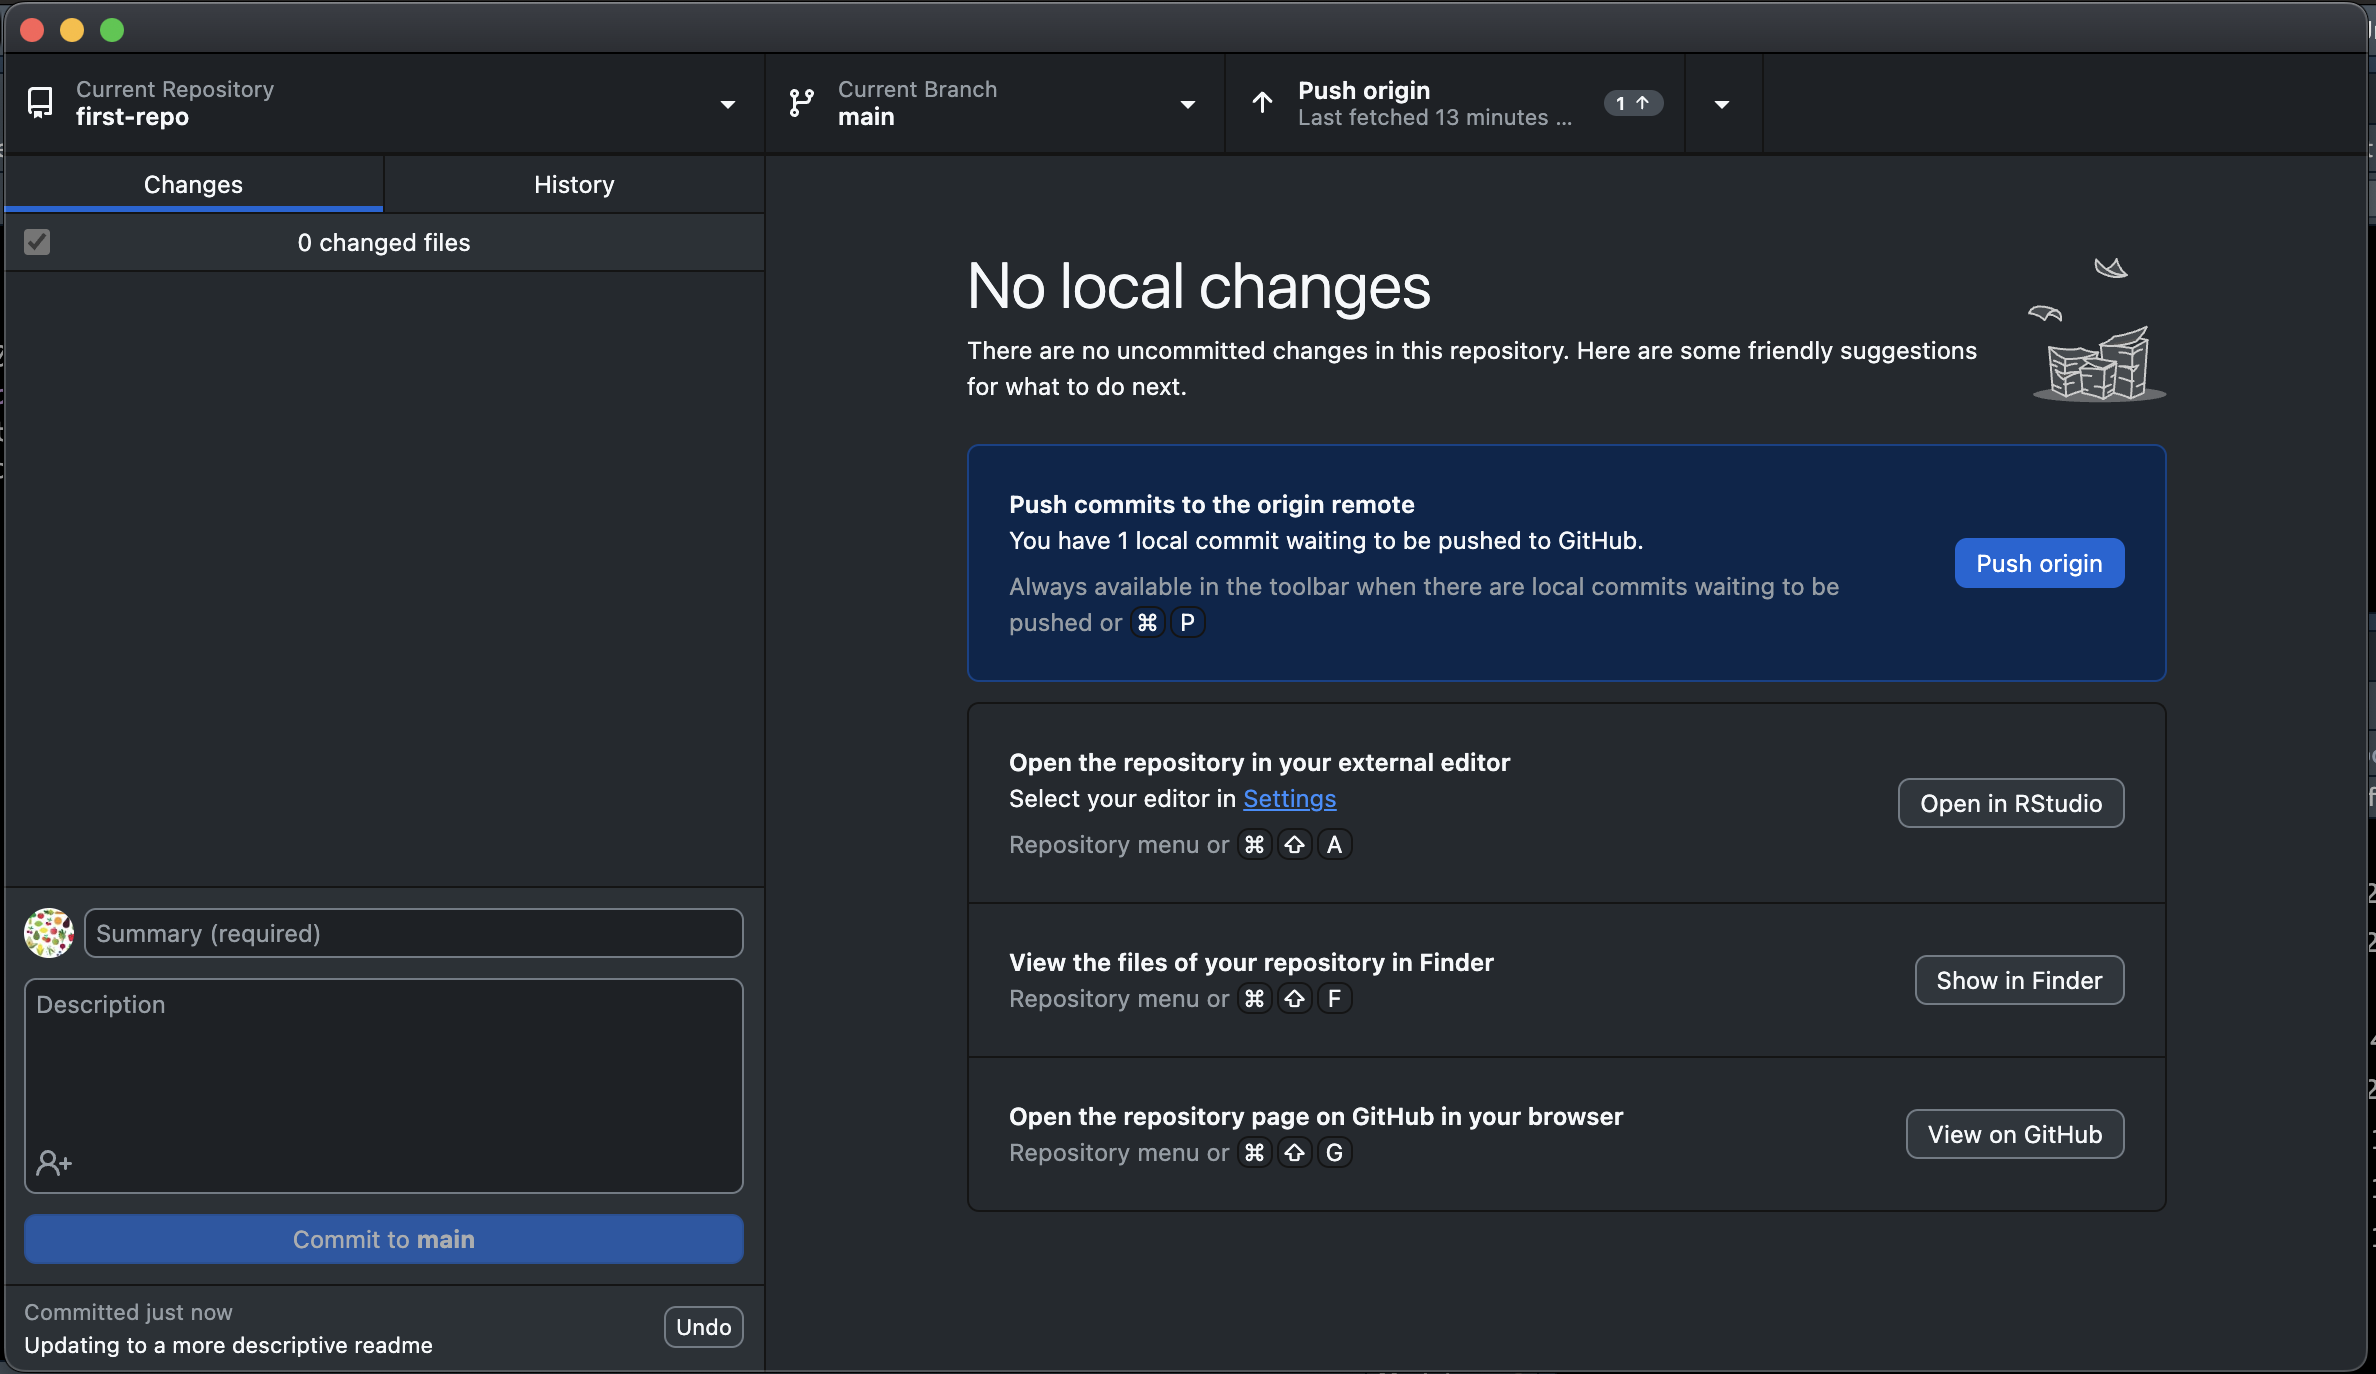 Current Repository
first-repo
Current Branch
main
Push origin
Last fetched 13 minutes ...
1
Changes
History
0 changed files
No local changes
There are no uncommitted changes in this repository. Here are some friendly suggestions
for what to do next.
Push commits to the origin remote
You have 1 local commit waiting to be pushed to GitHub.
Always available in the toolbar when there are local commits waiting to be
pushed or ⌘ P
Push origin
Open the repository in your external editor
Select your editor in Settings
Repository menu or ⌘ ⇧ A
Open in RStudio
View the files of your repository in Finder
Repository menu or ⌘ ⇧ F
Show in Finder
Open the repository page on GitHub in your browser
Repository menu or ⌘ ⇧ G
View on GitHub
Summary (required)
Description
Commit to main
Committed just now
Updating to a more descriptive readme
Undo